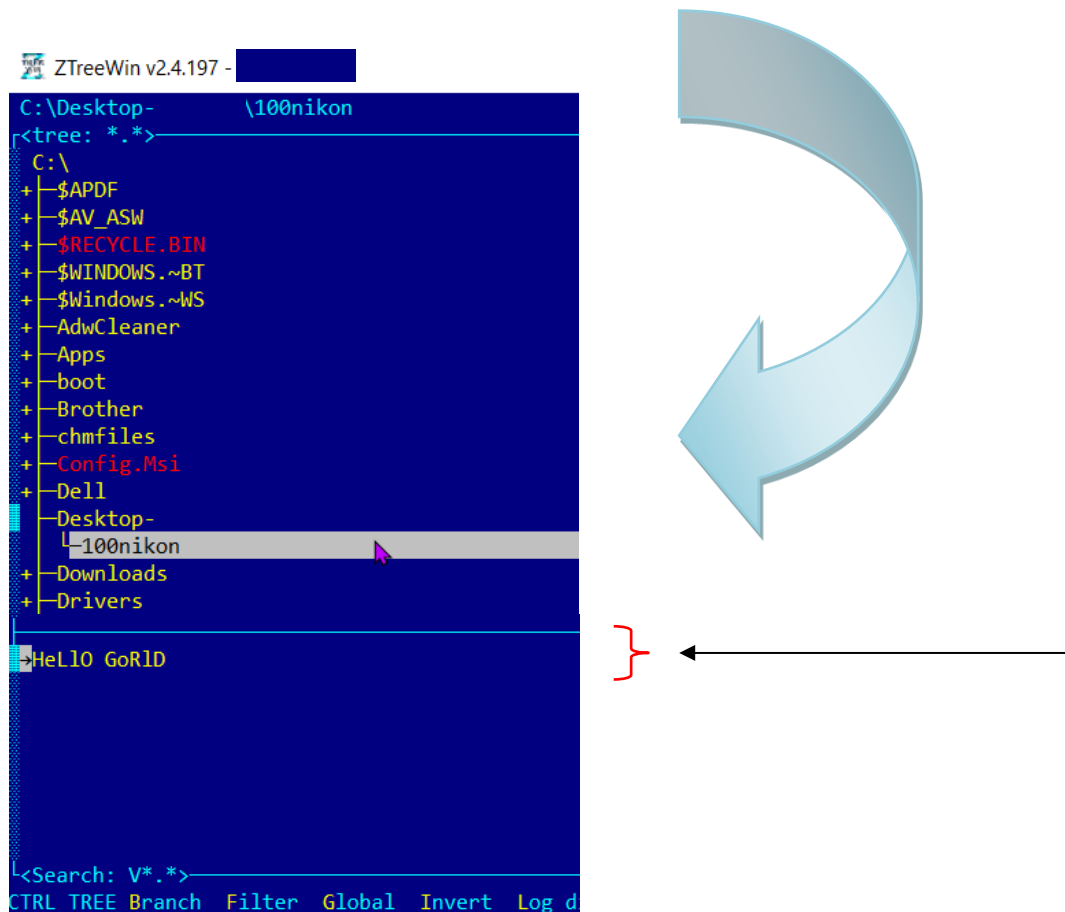 ZTreeWin v2.4.197 -
C:\Desktop- \100nikon
<tree: *.*>
C:\
+ $APDF
+ $AV_ASW
+ $RECYCLE.BIN
+ $WINDOWS.~BT
+ $Windows.~WS
+ AdwCleaner
+ Apps
+ boot
+ Brother
+ chmfiles
+ Config.Msi
+ Dell
Desktop-
100nikon
+ Downloads
+ Drivers
→HeLlO GoRlD
<Search: V*.*>
CTRL TREE Branch Filter Global Invert Log d